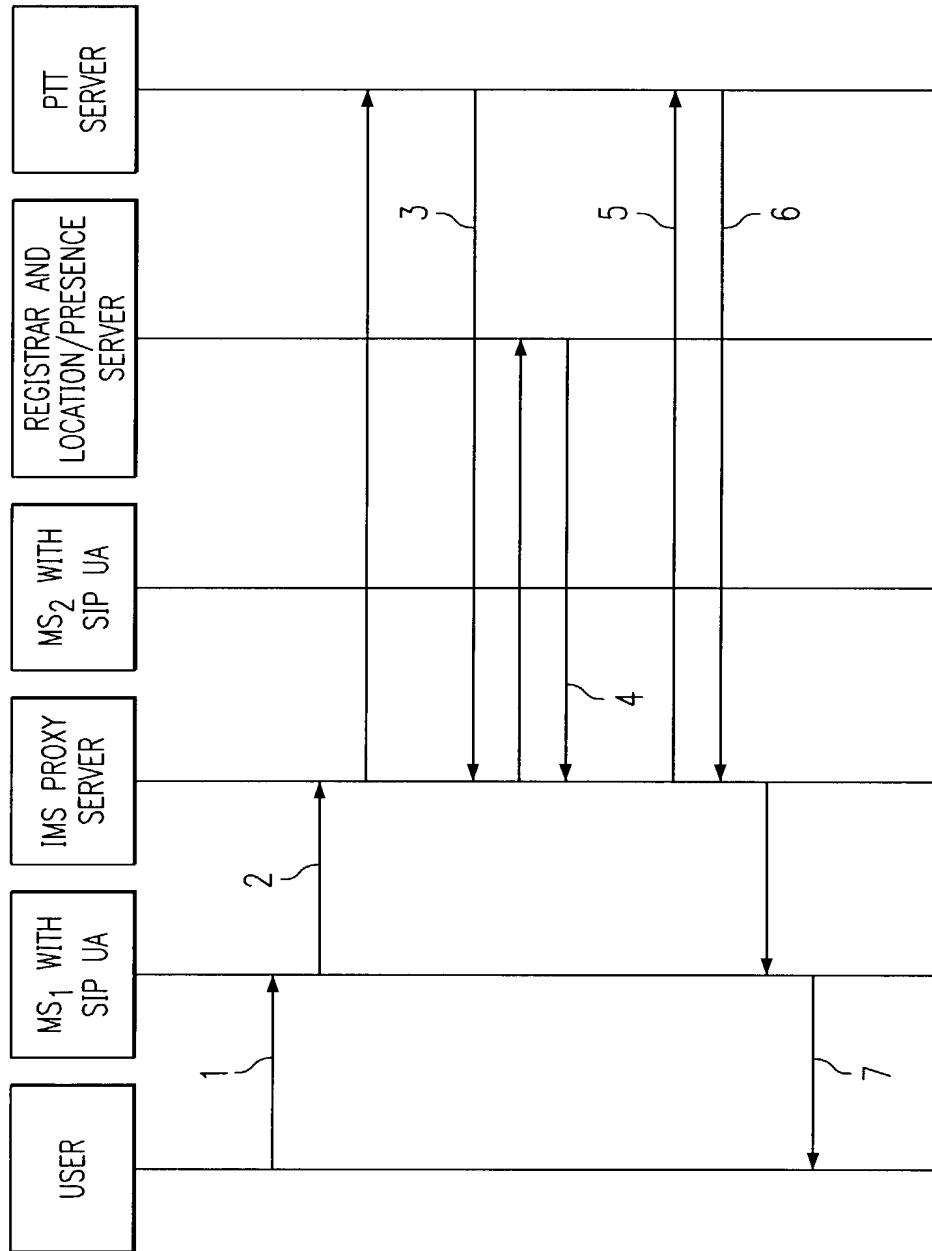 USER
MS1 WITH
SIP UA
IMS PROXY
SERVER
MS2 WITH
SIP UA
REGISTRAR AND
LOCATION/PRESENCE
SERVER
PTT
SERVER
1
2
3
4
5
6
7